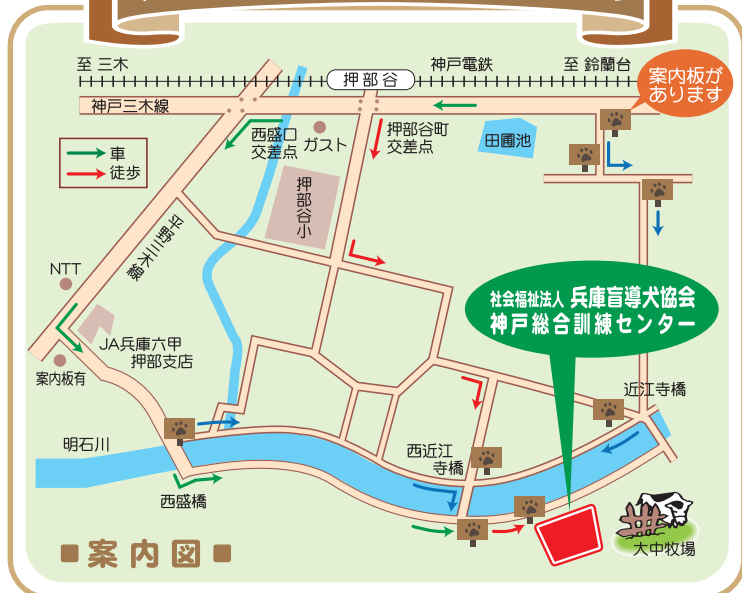 至 三木
押部谷
神戸電鉄
至 鈴蘭台
案内板が
あります
神戸三木線
西盛口
交差点
ガスト
押部谷町
交差点
田圃池
車
徒歩
押部谷小
平野三木線
NTT
社会福祉法人 兵庫盲導犬協会
神戸総合訓練センター
JA兵庫六甲
押部支店
案内板有
近江寺橋
明石川
西近江
寺橋
西盛橋
大中牧場
■案内図■